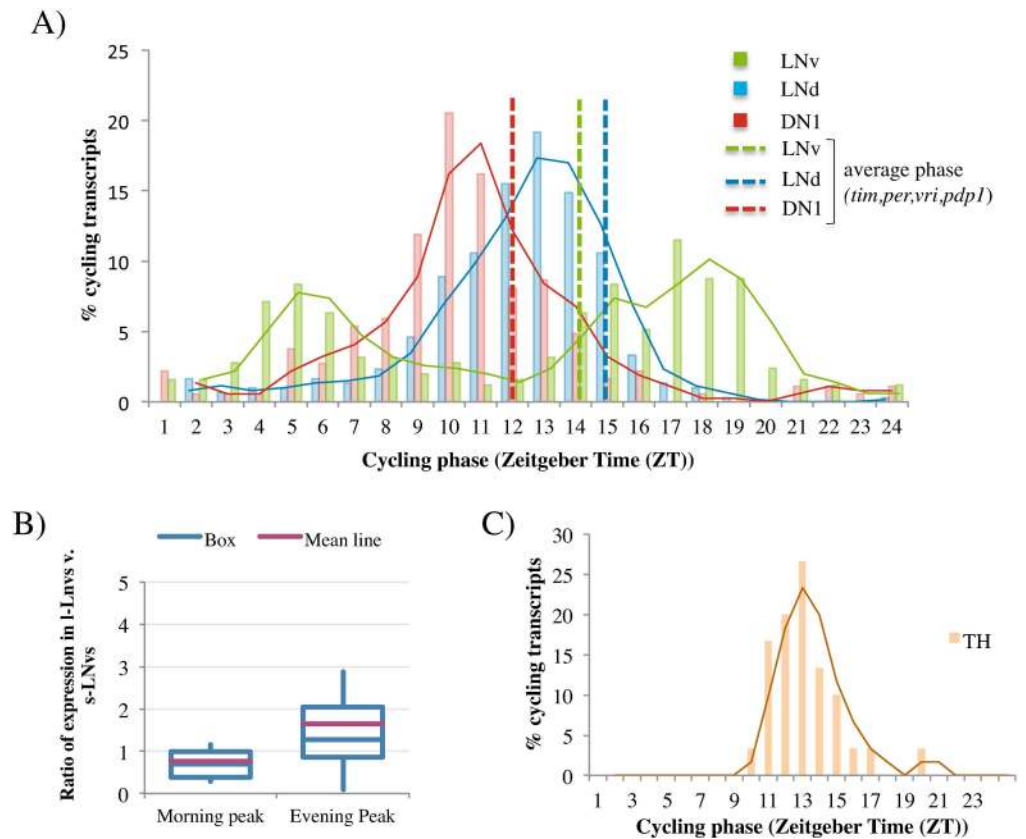 A)
25
20
15
10
5
0
% cycling transcripts
LNv
LNd
DN1
LNv
LNd
DN1
average phase
(tim,per,vri,pdp1)
1 2 3 4 5 6 7 8 9 10 11 12 13 14 15 16 17 18 19 20 21 22 23 24
Cycling phase (Zeitgeber Time (ZT))
B)
Box Mean line
5
4
3
2
1
0
Ratio of expression in l-Lnvs v.
s-LNvs
Morning peak Evening Peak
C)
30
25
20
15
10
5
0
% cycling transcripts
TH
1 3 5 7 9 11 13 15 17 19 21 23
Cycling phase (Zeitgeber Time (ZT))